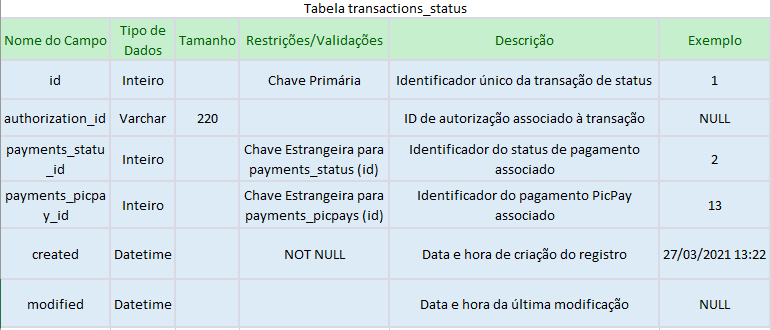 Tabela transactions_status
Nome do Campo Tipo de Dados Tamanho Restrições/Validações Descrição Exemplo
id Inteiro Chave Primária Identificador único da transação de status 1
authorization_id Varchar 220 ID de autorização associado à transação NULL
payments_statu Inteiro Chave Estrangeira para Identificador do status de pagamento 2
_id payments_status (id) associado
payments_picpa Inteiro Chave Estrangeira para Identificador do pagamento PicPay 13
y_id payments_picpays (id) associado
created Datetime NOT NULL Data e hora de criação do registro 27/03/2021 13:22
modified Datetime Data e hora da última modificação NULL